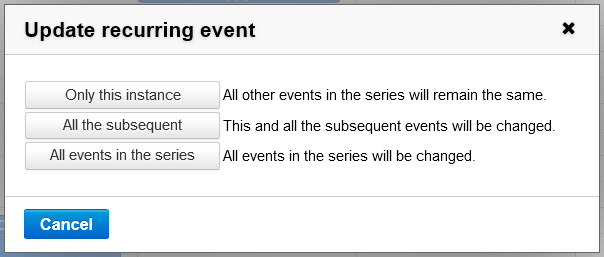 Update recurring event
Only this instance All other events in the series will remain the same.
All the subsequent This and all the subsequent events will be changed.
All events in the series All events in the series will be changed.
Cancel